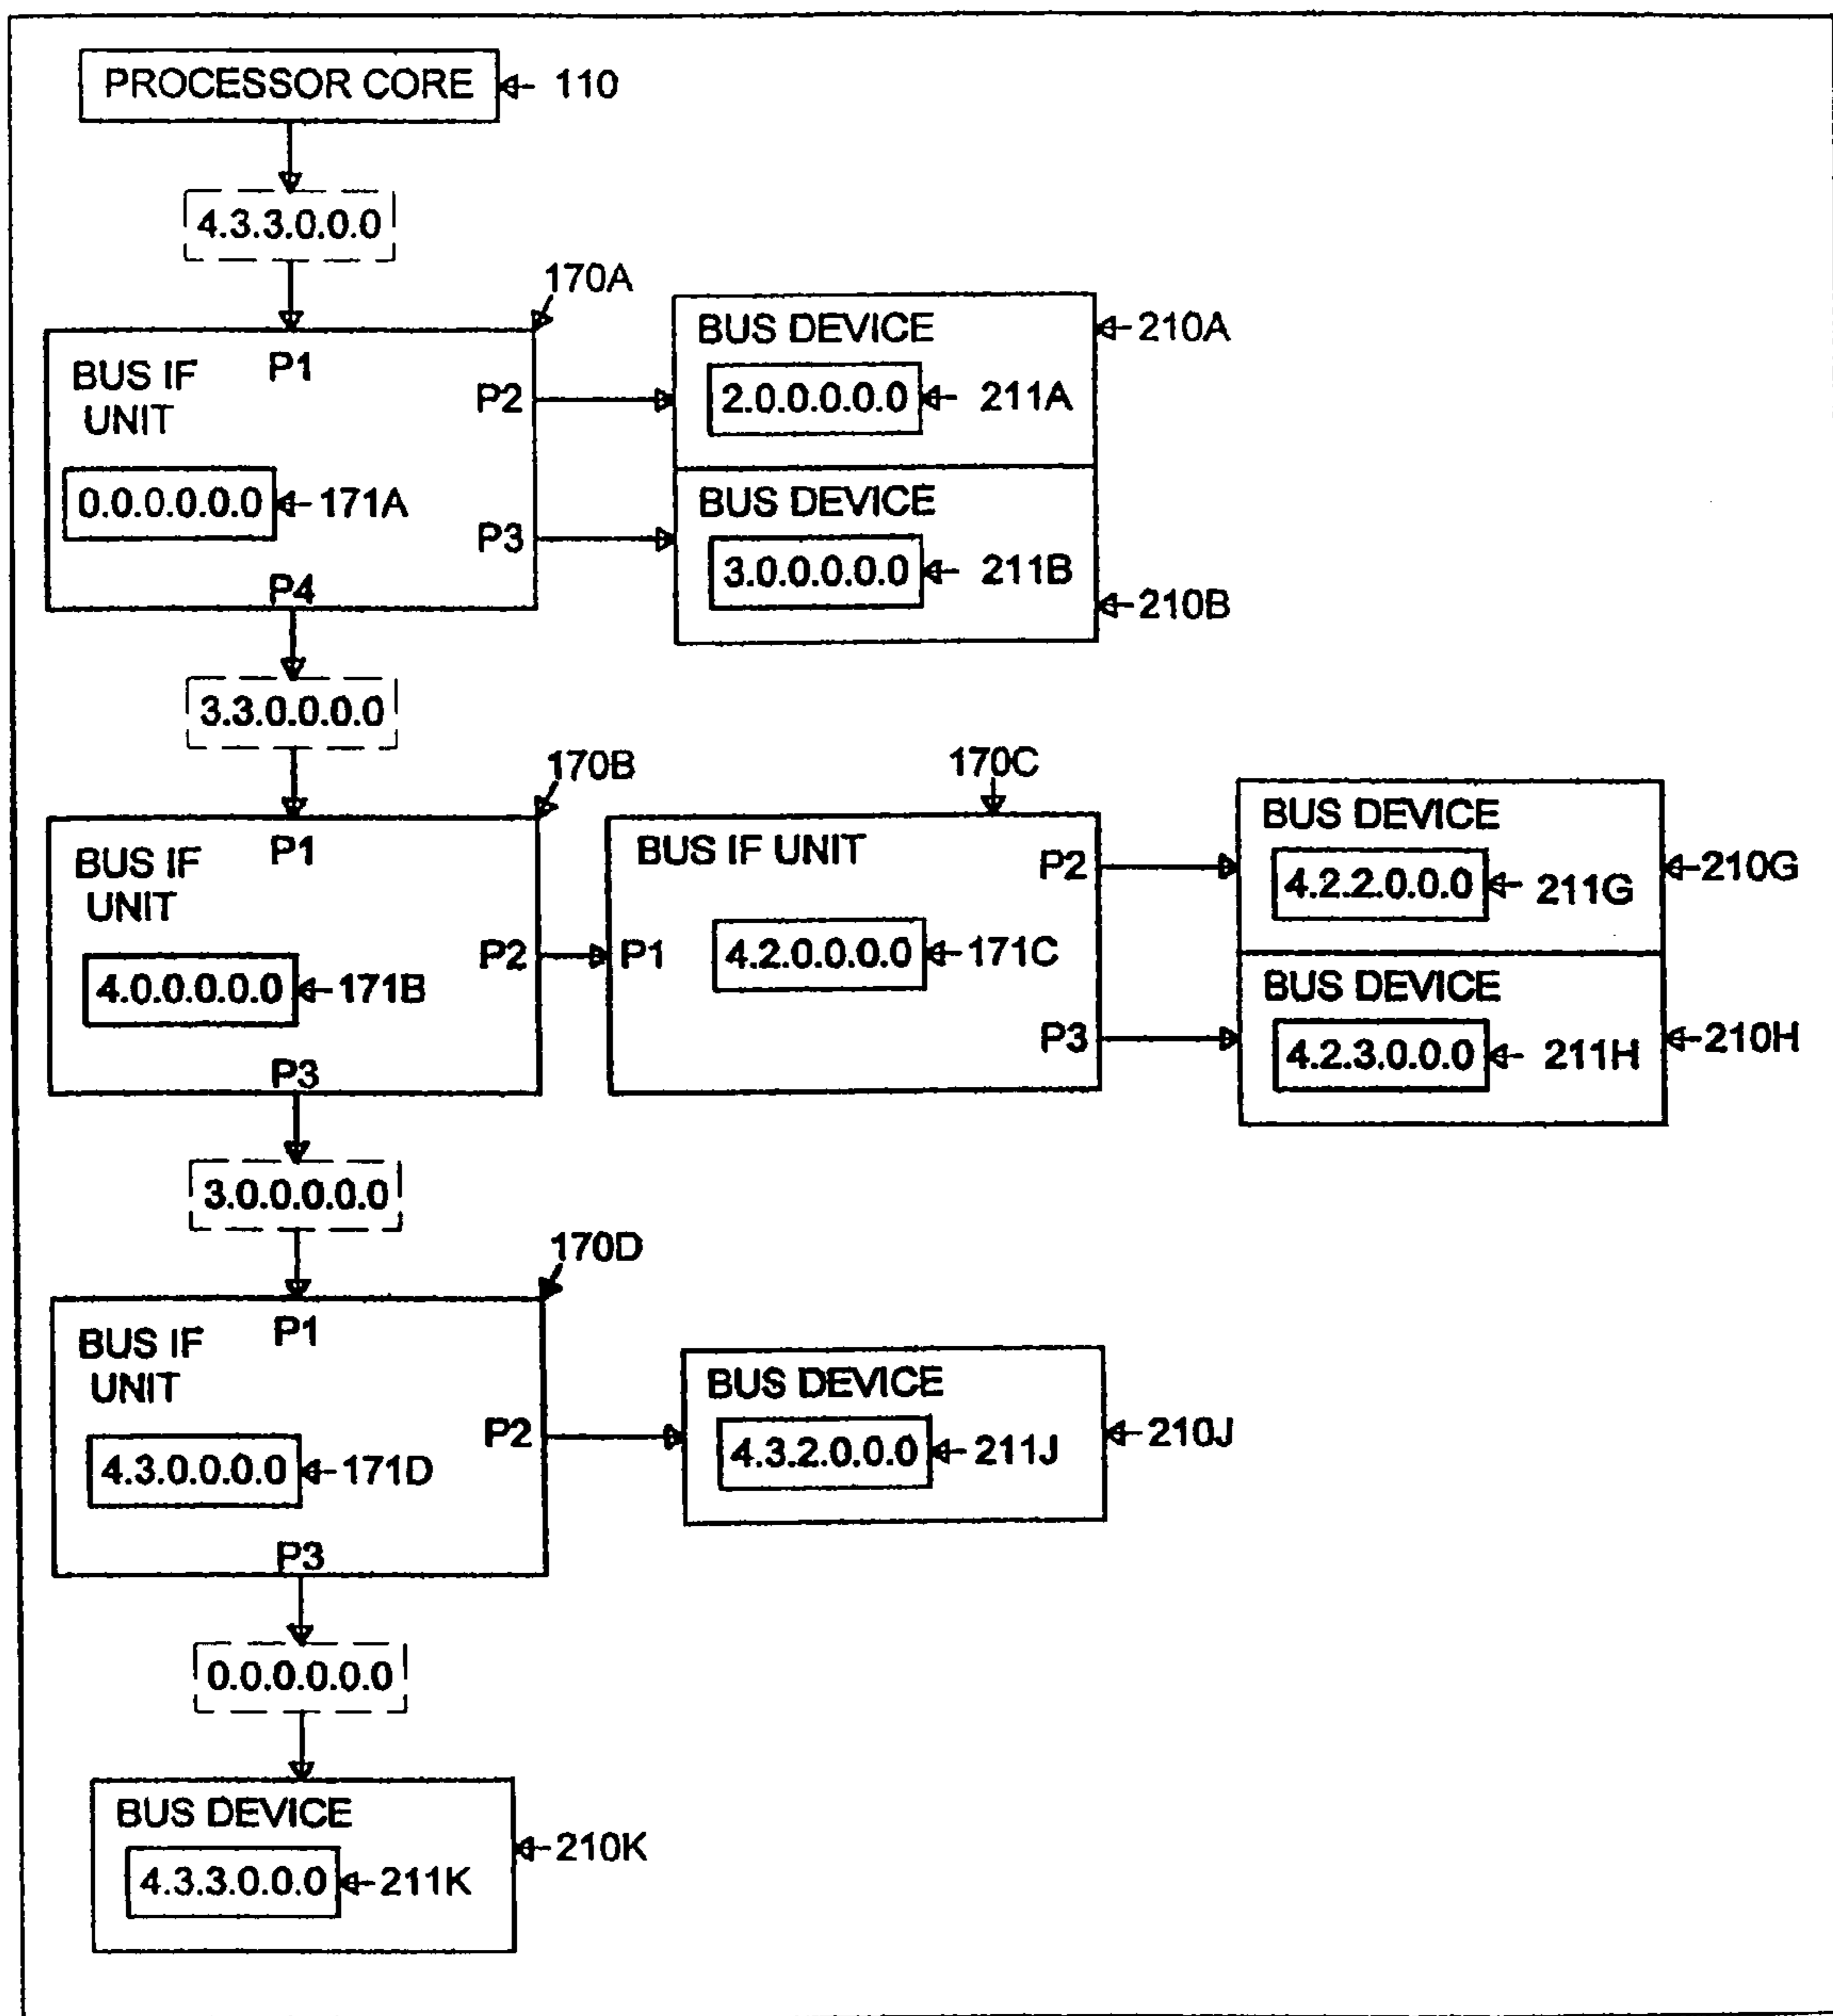 PROCESSOR CORE
110
4.3.3.0.0.0
170A
BUS IF
UNIT
P1
P2
P3
P4
0.0.0.0.0.0
171A
BUS DEVICE
2.0.0.0.0.0
211A
210A
BUS DEVICE
3.0.0.0.0.0
211B
210B
3.3.0.0.0.0
170B
BUS IF
UNIT
P1
P2
P3
4.0.0.0.0.0
171B
170C
BUS IF UNIT
P1
P2
P3
4.2.0.0.0.0
171C
BUS DEVICE
4.2.2.0.0.0
211G
210G
BUS DEVICE
4.2.3.0.0.0
211H
210H
3.0.0.0.0.0
170D
BUS IF
UNIT
P1
P2
P3
4.3.0.0.0.0
171D
BUS DEVICE
4.3.2.0.0.0
211J
210J
0.0.0.0.0.0
BUS DEVICE
4.3.3.0.0.0
211K
210K